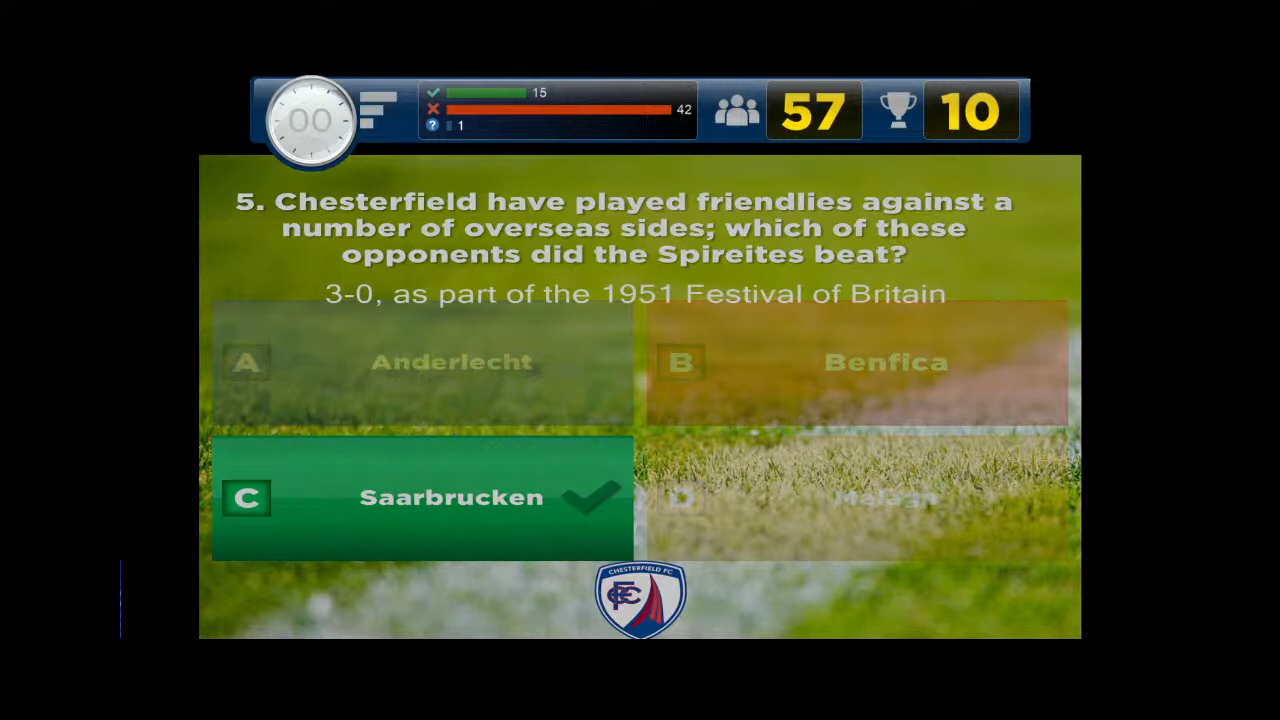 00
15
42
1
57
10
5. Chesterfield have played friendlies against a
number of overseas sides; which of these
opponents did the Spireites beat?
3-0, as part of the 1951 Festival of Britain
A Anderlecht
B Benfica
C Saarbrucken
D Malaga
CHESTERFIELD FC